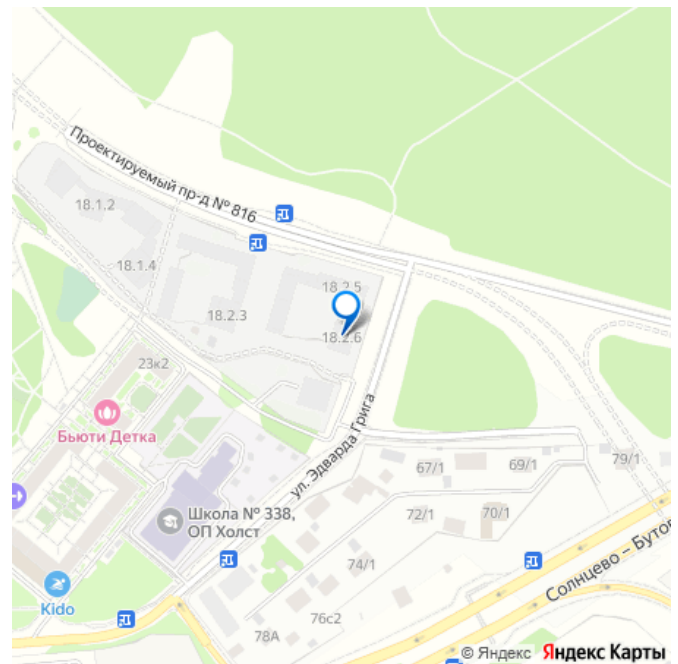 Проектируемый пр-д № 816
18.1.2
18.1.4
18.2.5
18.2.3
18.2.6
23к2
Бьюти Детка
ул. Эдварда Грига
67/1
69/1
79/1
Школа № 338,
ОП Холст
72/1
70/1
74/1
Солнцево – Бутов
Kido
76с2
78А
© Яндекс Яндекс Карты